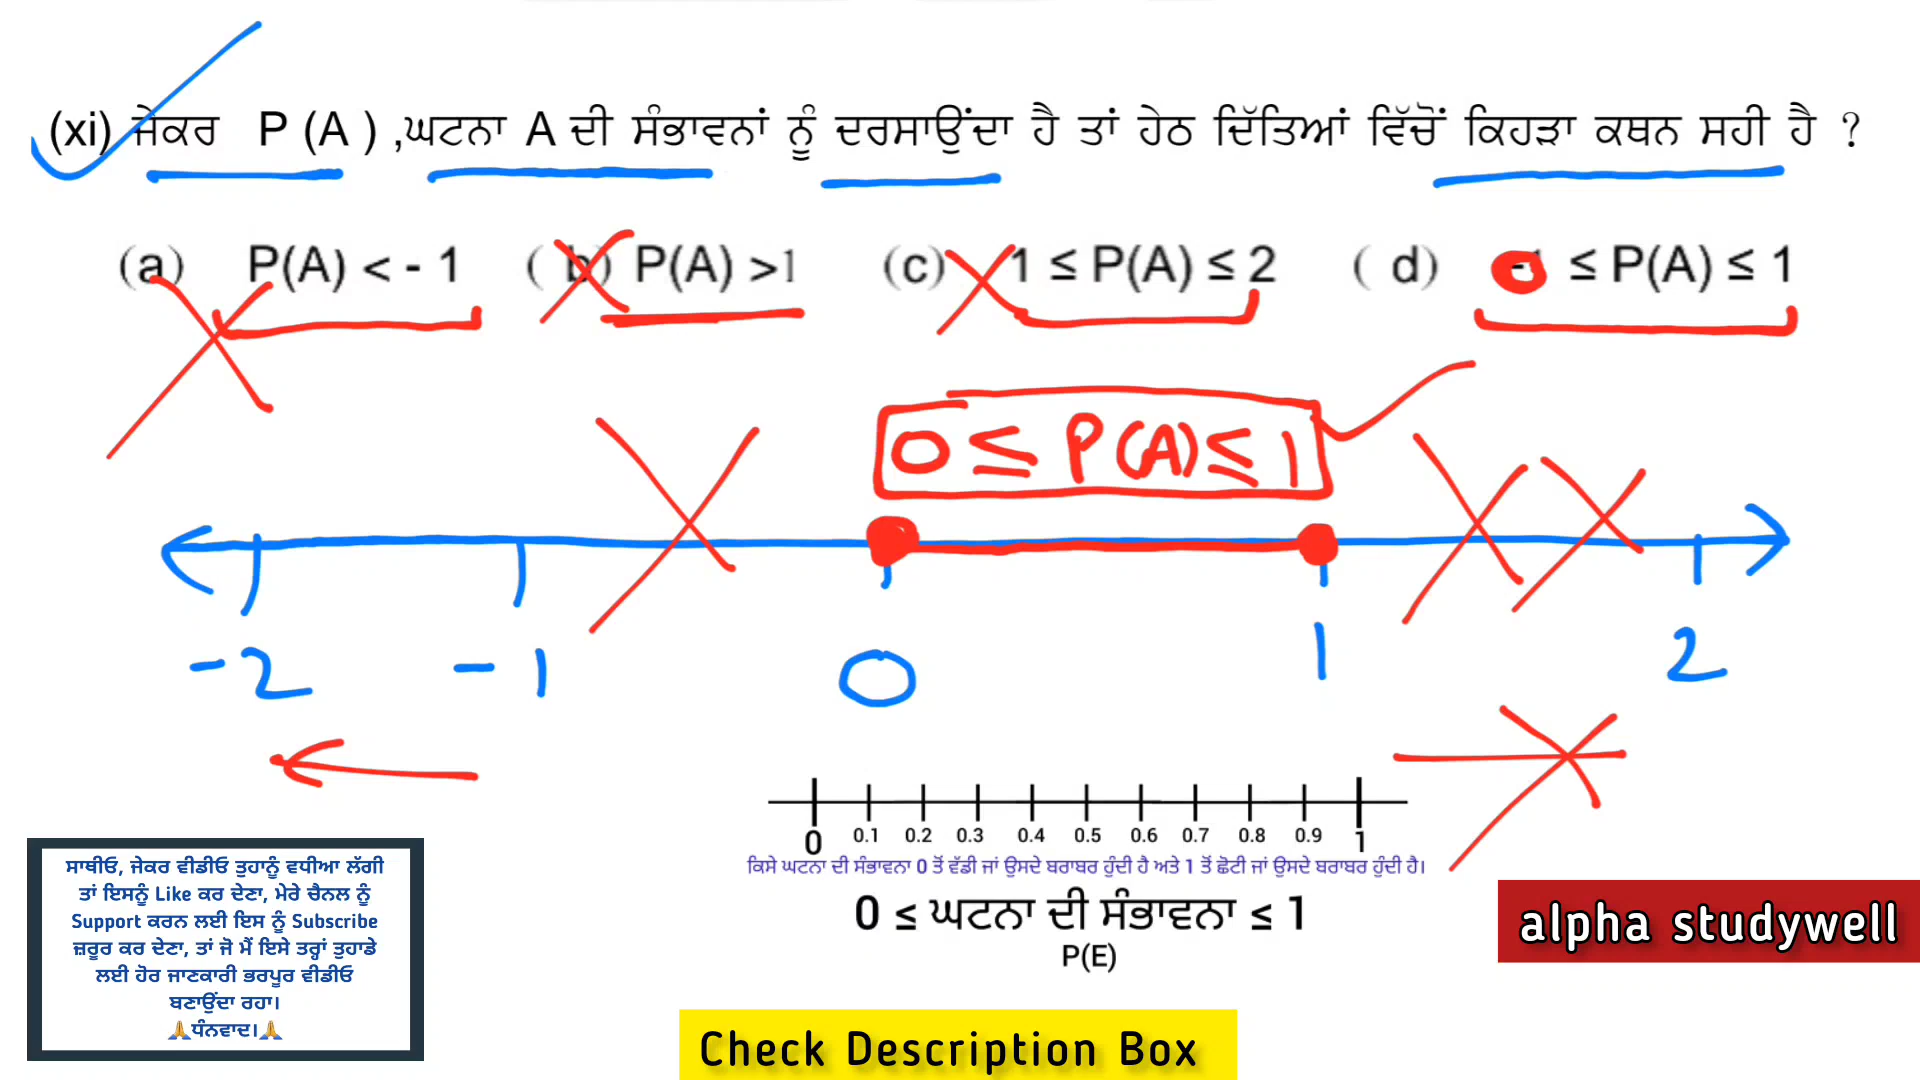 (xi) ਜੇਕਰ P (A ) ,ਘਟਨਾ A ਦੀ ਸੰਭਾਵਨਾਂ ਨੂੰ ਦਰਸਾਉਂਦਾ ਹੈ ਤਾਂ ਹੇਠ ਦਿੱਤਿਆਂ ਵਿੱਚੋਂ ਕਿਹੜਾ ਕਥਨ ਸਹੀ ਹੈ ?
(a) P(A) < - 1 ( b) P(A) >1 (c) 1 ≤ P(A) ≤ 2 ( d) 0 ≤ P(A) ≤ 1
0 ≤ P(A) ≤ 1
-2 -1 0 1 2
0 0.1 0.2 0.3 0.4 0.5 0.6 0.7 0.8 0.9 1
ਕਿਸੇ ਘਟਨਾ ਦੀ ਸੰਭਾਵਨਾ 0 ਤੋਂ ਵੱਡੀ ਜਾਂ ਉਸਦੇ ਬਰਾਬਰ ਹੁੰਦੀ ਹੈ ਅਤੇ 1 ਤੋਂ ਛੋਟੀ ਜਾਂ ਉਸਦੇ ਬਰਾਬਰ ਹੁੰਦੀ ਹੈ।
0 ≤ ਘਟਨਾ ਦੀ ਸੰਭਾਵਨਾ ≤ 1
P(E)
ਸਾਥੀਓ, ਜੇਕਰ ਵੀਡੀਓ ਤੁਹਾਨੂੰ ਵਧੀਆ ਲੱਗੀ
ਤਾਂ ਇਸਨੂੰ Like ਕਰ ਦੇਣਾ, ਮੇਰੇ ਚੈਨਲ ਨੂੰ
Support ਕਰਨ ਲਈ ਇਸ ਨੂੰ Subscribe
ਜ਼ਰੂਰ ਕਰ ਦੇਣਾ, ਤਾਂ ਜੋ ਮੈਂ ਇਸੇ ਤਰ੍ਹਾਂ ਤੁਹਾਡੇ
ਲਈ ਹੋਰ ਜਾਣਕਾਰੀ ਭਰਪੂਰ ਵੀਡੀਓ
ਬਣਾਉਂਦਾ ਰਹਾ।
🙏ਧੰਨਵਾਦ।🙏
alpha studywell
Check Description Box